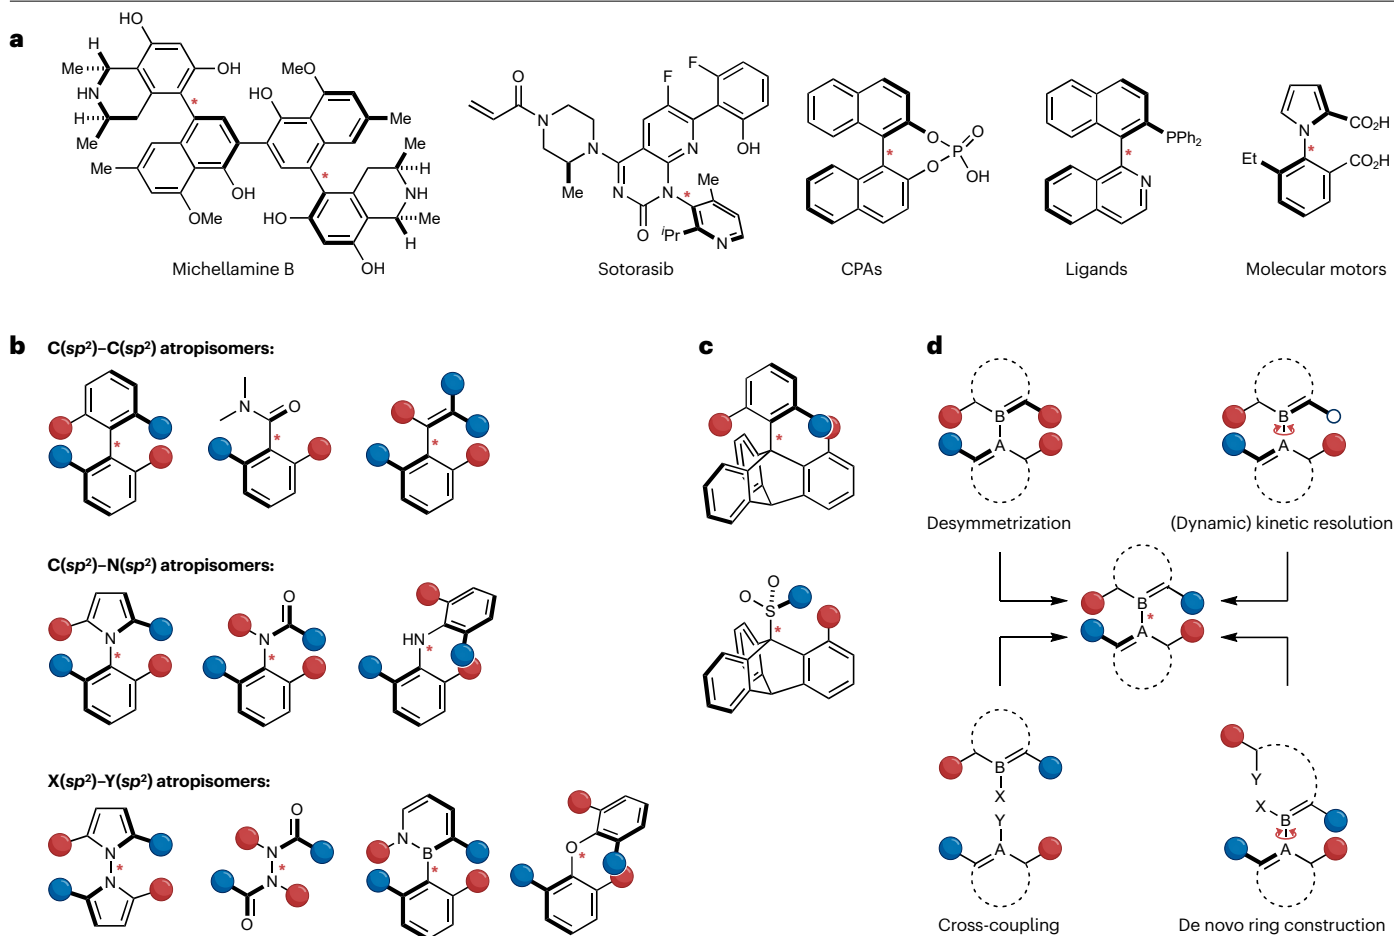 a
HO
H
Me
OH
HN
H
Me
*
HO
MeO
Me
Me
OH
OMe
*
Me
H
NH
HO
Me
H
OH
Michellamine B
O
N
N
Me
F
F
OH
N
N
N
O
*
Me
iPr
N
Sotorasib
*
O
O
P
O
OH
CPAs
*
PPh2
N
Ligands
N
CO2H
*
Et
CO2H
Molecular motors
b
C(sp2)–C(sp2) atropisomers:
*
N
O
*
*
C(sp2)–N(sp2) atropisomers:
N
*
O
N
*
HN
*
X(sp2)–Y(sp2) atropisomers:
N
*
N
O
N
*
N
O
N
B
*
O
*
c
*
O
O
S
*
d
B
A
Desymmetrization
B
A
(Dynamic) kinetic resolution
B
*
A
B
X
Y
A
Cross-coupling
Y
X
B
A
De novo ring construction